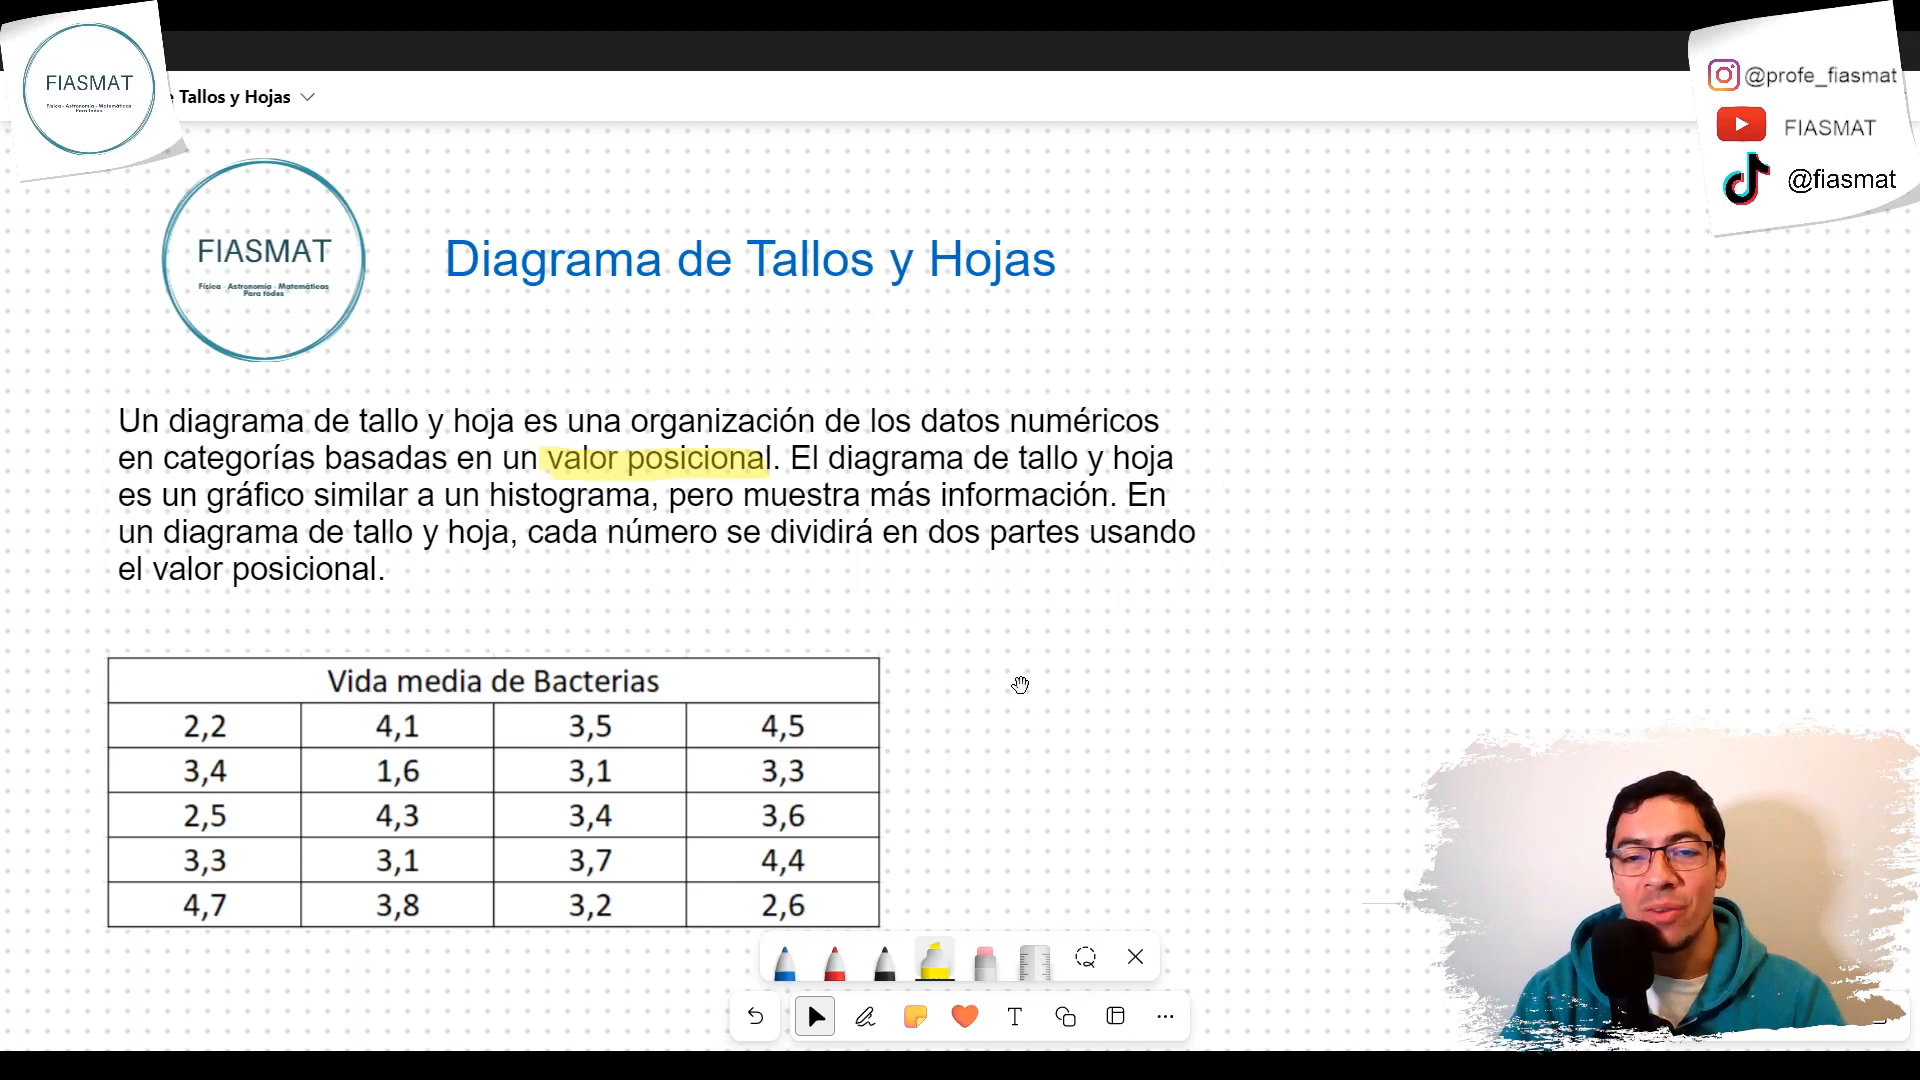 FIASMAT
Física - Astronomía - Matemáticas
Para todos
Tallos y Hojas
@profe_fiasmat
FIASMAT
@fiasmat
FIASMAT
Física - Astronomía - Matemáticas
Para todos
Diagrama de Tallos y Hojas
Un diagrama de tallo y hoja es una organización de los datos numéricos
en categorías basadas en un valor posicional. El diagrama de tallo y hoja
es un gráfico similar a un histograma, pero muestra más información. En
un diagrama de tallo y hoja, cada número se dividirá en dos partes usando
el valor posicional.
Vida media de Bacterias
2,2 4,1 3,5 4,5
3,4 1,6 3,1 3,3
2,5 4,3 3,4 3,6
3,3 3,1 3,7 4,4
4,7 3,8 3,2 2,6